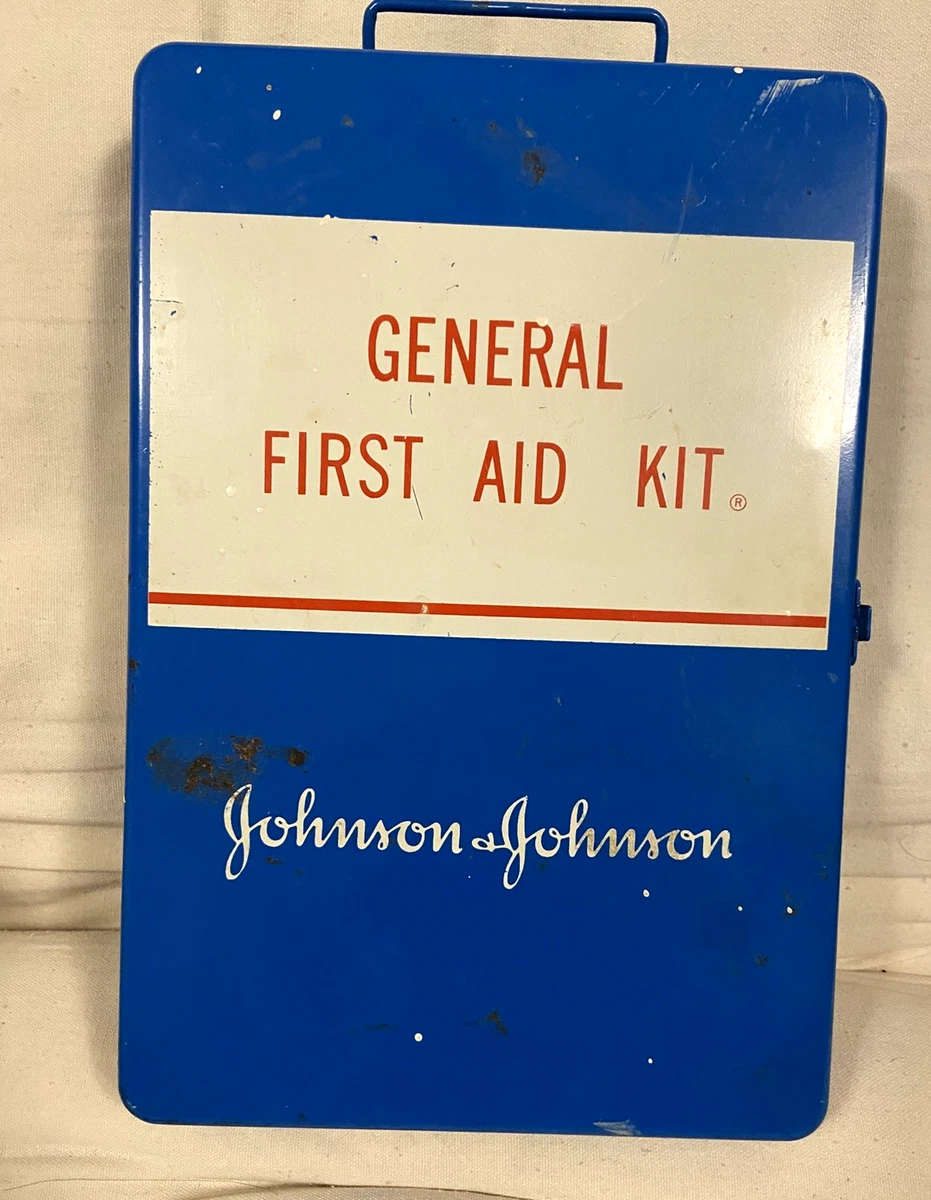 GENERAL
FIRST AID KIT®
Johnson & Johnson